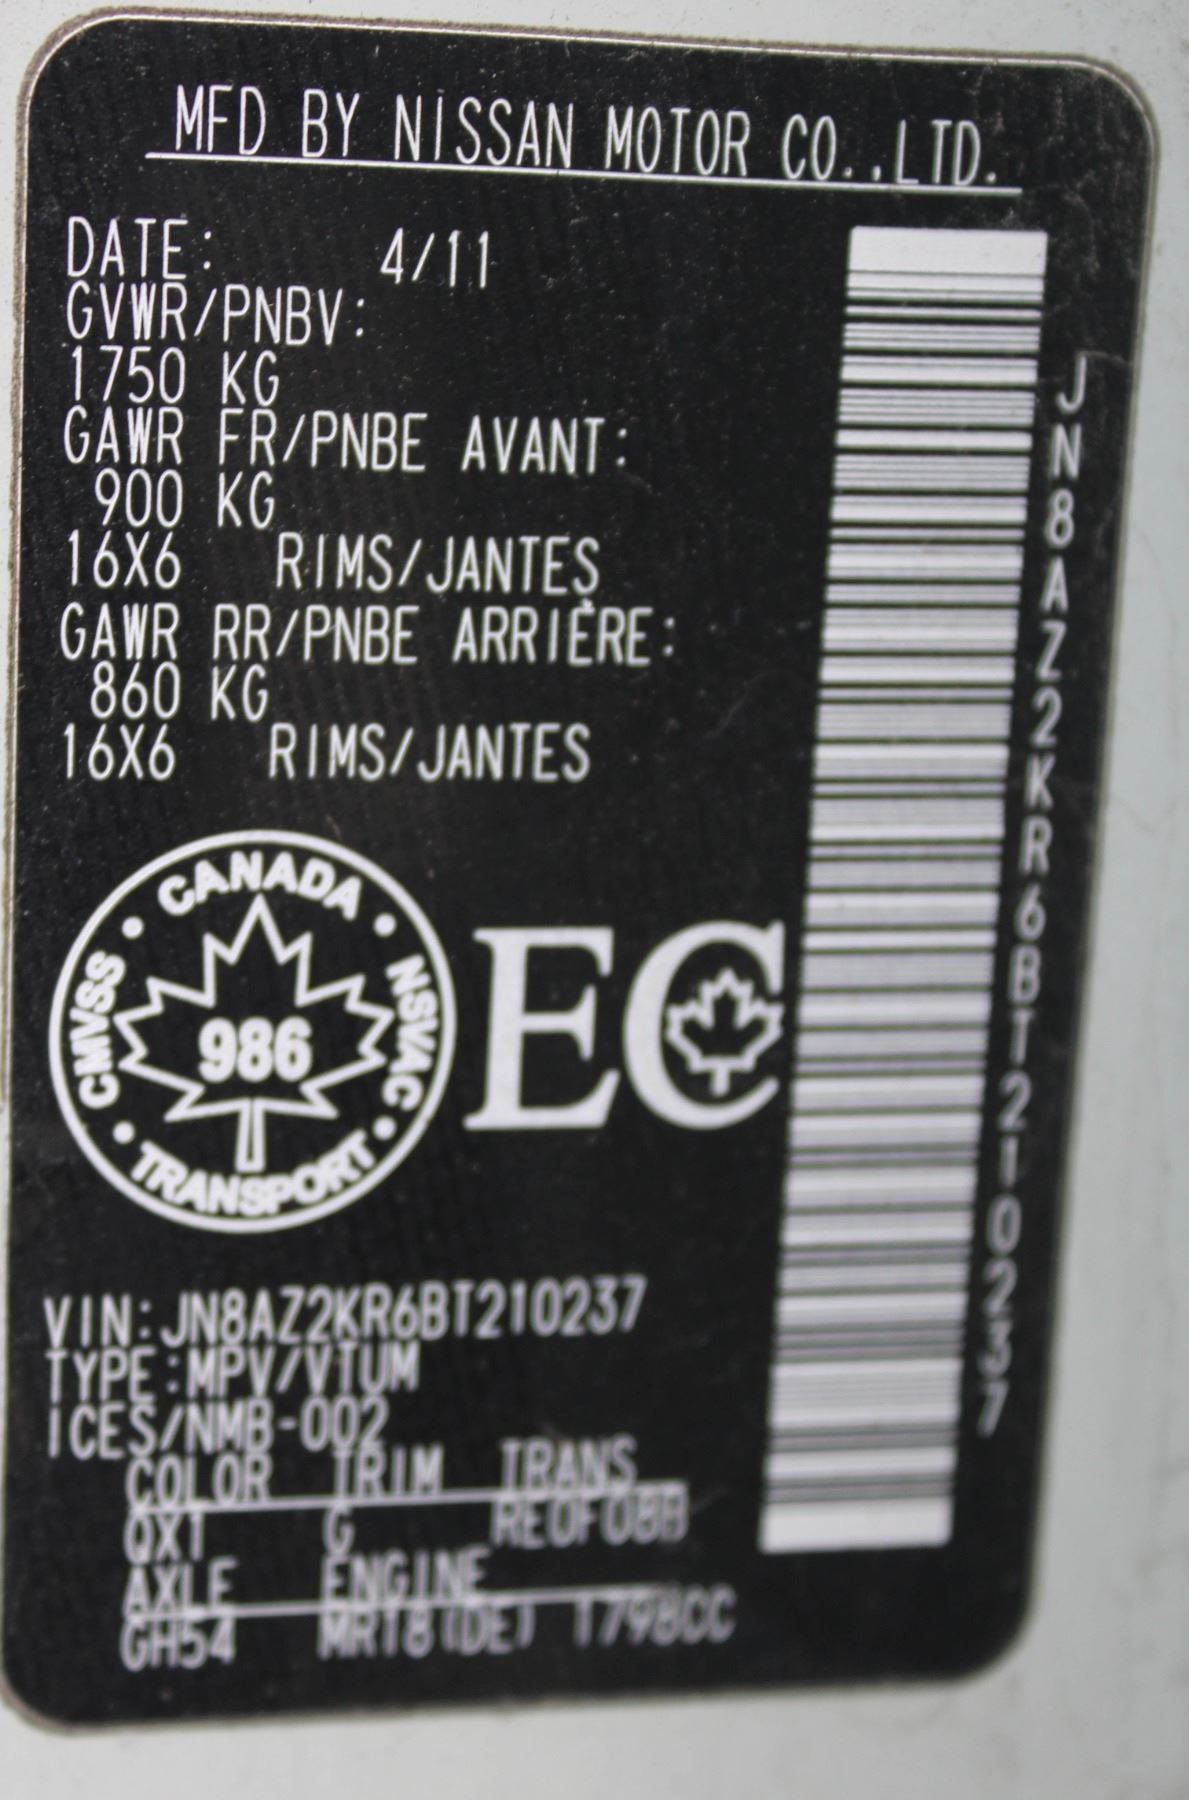 MFD BY NISSAN MOTOR CO.,LTD.
DATE: 4/11
GVWR/PNBV:
1750 KG
GAWR FR/PNBE AVANT:
900 KG
16X6 RIMS/JANTES
GAWR RR/PNBE ARRIÈRE:
860 KG
16X6 RIMS/JANTES
CANADA
CMVSS
986
NSVAC
TRANSPORT
EC
VIN:JN8AZ2KR6BT210237
TYPE:MPV/VTUM
ICES/NMB-002
COLOR TRIM TRANS
QX1 G RE0F08B
AXLE ENGINE
GH54 MR18(DE) 1798CC
JN8AZ2KR6BT210237